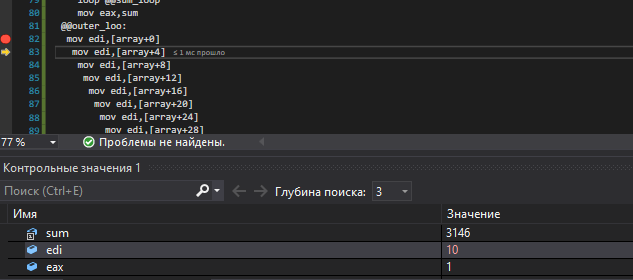 79 loop @@sum_loop
80 mov eax,sum
81 @@outer_loo:
82 mov edi,[array+0]
83 mov edi,[array+4] ≤ 1 мс прошло
84 mov edi,[array+8]
85 mov edi,[array+12]
86 mov edi,[array+16]
87 mov edi,[array+20]
88 mov edi,[array+24]
89 mov edi,[array+28]
77 % Проблемы не найдены.
Контрольные значения 1
Поиск (Ctrl+E) Глубина поиска: 3
Имя Значение
sum 3146
edi 10
eax 1